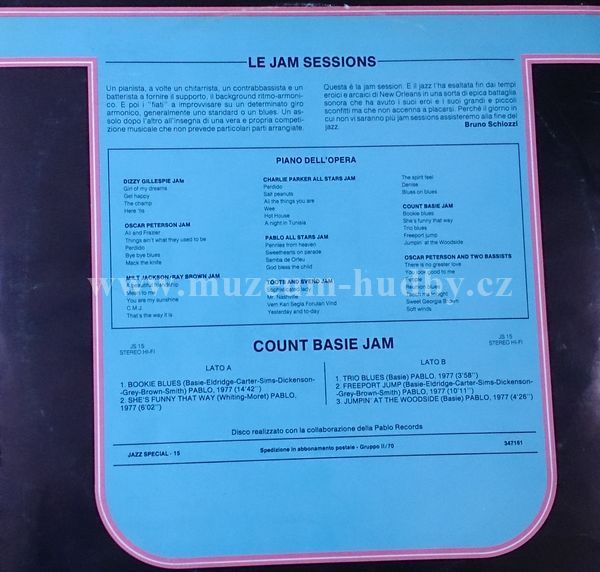 LE JAM SESSIONS
Un pianista, a volte un chitarrista, un contrabbassista e un
batterista a fornire il supporto, il background ritmo-armoni-
co. E poi i "fiati" a improvvisare su un determinato giro
armonico, generalmente uno standard o un blues. Un as-
solo dopo l'altro all'insegna di una vera e propria competi-
zione musicale che non prevede particolari parti arrangiate.
Questa è la jam session. E il jazz l'ha esaltata fin dai tempi
eroici e arcaici di New Orleans in una sorta di epica battaglia
sonora che ha avuto i suoi eroi e i suoi grandi e piccoli
sconfitti ma che non accenna a placarsi. Perché il giorno in
cui non vi saranno più jam sessions assisteremo alla fine del
jazz.
Bruno Schiozzi
PIANO DELL'OPERA
DIZZY GILLESPIE JAM
Girl of my dreams
Get happy
The champ
Here 'tis
OSCAR PETERSON JAM
Ali and Frazier
Things ain't what they used to be
Perdido
Bye bye blues
Mack the knife
MILT JACKSON/RAY BROWN JAM
A beautiful friendship
Mean to me
You are my sunshine
C.M.J.
That's the way it is
CHARLIE PARKER ALL STARS JAM
Perdido
Salt peanuts
All the things you are
Wee
Hot House
A night in Tunisia
PABLO ALL STARS JAM
Pennies from heaven
Sweethearts on parade
Samba de Orfeu
God bless the child
TOOTS AND SVEND JAM
Sophisticated lady
Mr. Nashville
Vem Kan Segla Forutan Vind
Yesterday and to-day
The spirit feel
Denise
Blues on blues
COUNT BASIE JAM
Bookie blues
She's funny that way
Trio blues
Freeport jump
Jumpin' at the Woodside
OSCAR PETERSON AND TWO BASSISTS
There is no greater love
You look good to me
People
Reunion blues
Teach me tonight
Sweet Georgia Brown
Soft winds
www.muzeum-hudby.cz
JS 15
STEREO HI-FI
COUNT BASIE JAM
JS 15
STEREO HI-FI
LATO A
1. BOOKIE BLUES (Basie-Eldridge-Carter-Sims-Dickenson-
-Grey-Brown-Smith) PABLO, 1977 (14'42'')
2. SHE'S FUNNY THAT WAY (Whiting-Moret) PABLO,
1977 (6'02'')
LATO B
1. TRIO BLUES (Basie) PABLO, 1977 (3'58'')
2. FREEPORT JUMP (Basie-Eldridge-Carter-Sims-Dickenson-
-Grey-Brown-Smith) PABLO, 1977 (10'11'')
3. JUMPIN' AT THE WOODSIDE (Basie) PABLO, 1977 (4'26'')
Disco realizzato con la collaborazione della Pablo Records
JAZZ SPECIAL - 15
Spedizione in abbonamento postale - Gruppo II/70
347161